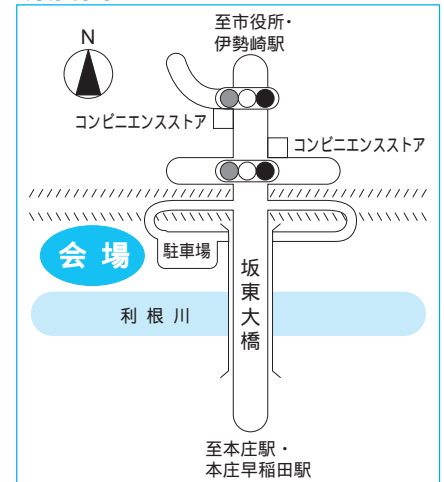 至市役所・
伊勢崎駅
N
コンビニエンスストア
コンビニエンスストア
会場
駐車場
坂東大橋
利根川
至本庄駅・
本庄早稲田駅